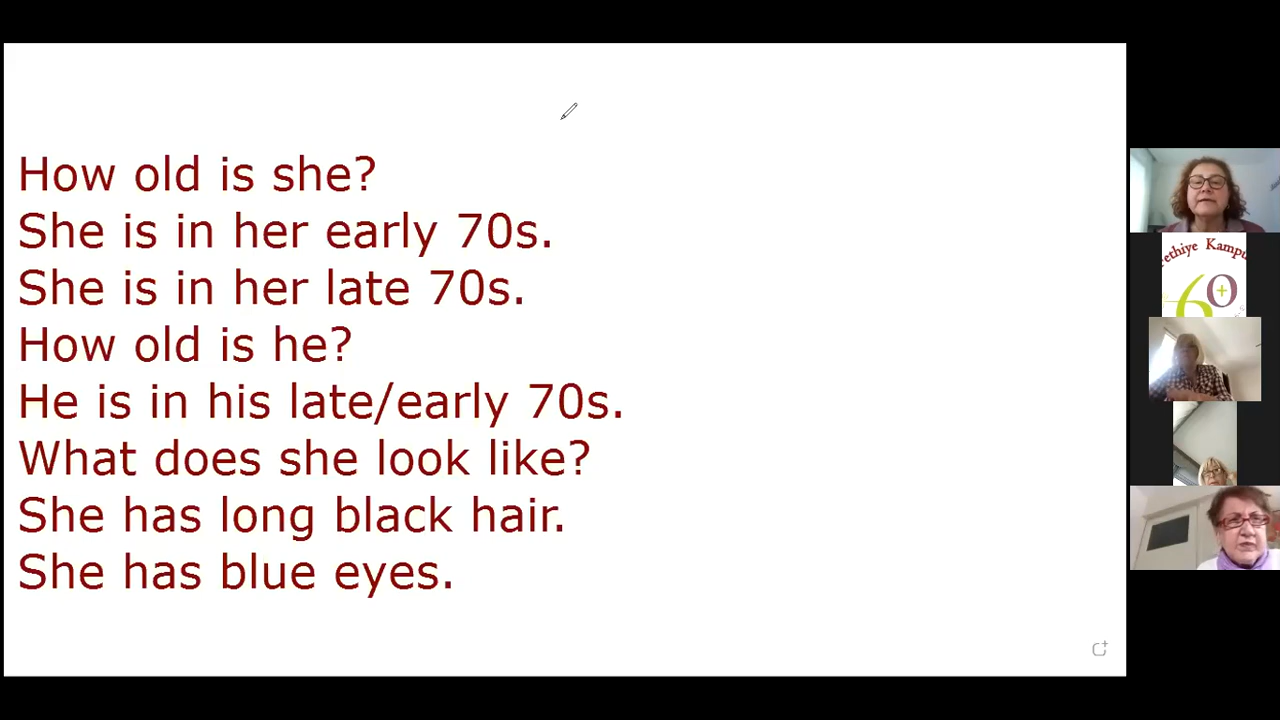 How old is she?
She is in her early 70s.
She is in her late 70s.
How old is he?
He is in his late/early 70s.
What does she look like?
She has long black hair.
She has blue eyes.
60+